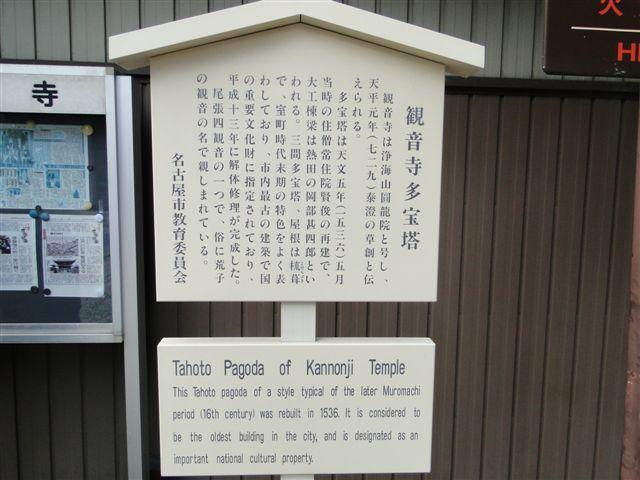 観音寺多宝塔
観音寺は浄海山圓龍院と号し、
天平元年(七二九)泰澄の草創と伝
えられる。
多宝塔は天文五年(一五三六)五月
当時の住僧常住院賢俊の再建で、
大工棟梁は熱田の岡部甚四郎とい
われる。三間多宝塔、屋根は杮葺
で、室町時代末期の特色をよく表
わしており、市内最古の建築で国
の重要文化財に指定されており、
平成十三年に解体修理が完成した。
尾張四観音の一つで、俗に荒子
の観音の名で親しまれている。
名古屋市教育委員会
Tahoto Pagoda of Kannonji Temple
This Tahoto pagoda of a style typical of the later Muromachi
period (16th century) was rebuilt in 1536. It is considered to
be the oldest building in the city, and is designated as an
important national cultural property.
寺
火